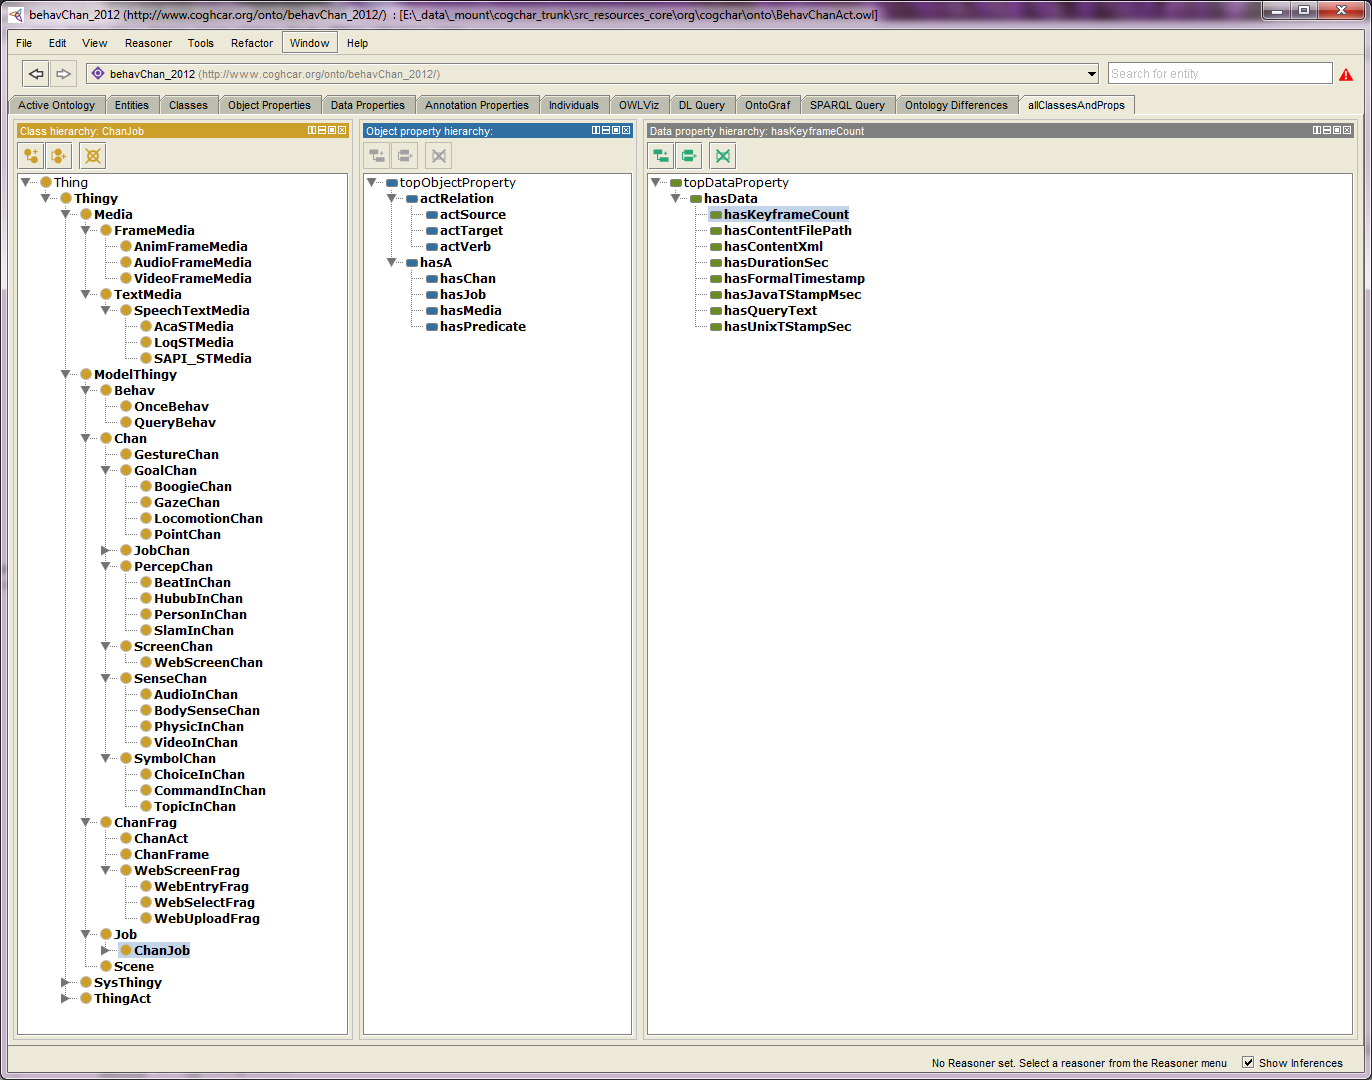 behavChan_2012 (http://www.coghcar.org/onto/behavChan_2012/)  : [E:\_data\_mount\cogchar_trunk\src_resources_core\org\cogchar\onto\BehavChanAct.owl]
File Edit View Reasoner Tools Refactor Window Help
behavChan_2012 (http://www.coghcar.org/onto/behavChan_2012/)
Search for entity
Active Ontology Entities Classes Object Properties Data Properties Annotation Properties Individuals OWLViz DL Query OntoGraf SPARQL Query Ontology Differences allClassesAndProps
Class hierarchy: ChanJob
Thing
Thingy
Media
FrameMedia
AnimFrameMedia
AudioFrameMedia
VideoFrameMedia
TextMedia
SpeechTextMedia
AcaSTMedia
LoqSTMedia
SAPI_STMedia
ModelThingy
Behav
OnceBehav
QueryBehav
Chan
GestureChan
GoalChan
BoogieChan
GazeChan
LocomotionChan
PointChan
JobChan
PercepChan
BeatInChan
HububInChan
PersonInChan
SlamInChan
ScreenChan
WebScreenChan
SenseChan
AudioInChan
BodySenseChan
PhysicInChan
VideoInChan
SymbolChan
ChoiceInChan
CommandInChan
TopicInChan
ChanFrag
ChanAct
ChanFrame
WebScreenFrag
WebEntryFrag
WebSelectFrag
WebUploadFrag
Job
ChanJob
Scene
SysThingy
ThingAct
Object property hierarchy:
topObjectProperty
actRelation
actSource
actTarget
actVerb
hasA
hasChan
hasJob
hasMedia
hasPredicate
Data property hierarchy: hasKeyframeCount
topDataProperty
hasData
hasKeyframeCount
hasContentFilePath
hasContentXml
hasDurationSec
hasFormalTimestamp
hasJavaTStampMsec
hasQueryText
hasUnixTStampSec
No Reasoner set. Select a reasoner from the Reasoner menu Show Inferences